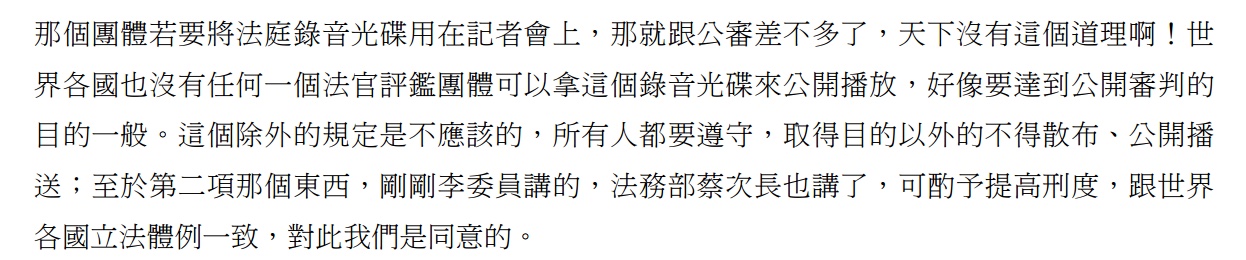 那個團體若要將法庭錄音光碟用在記者會上，那就跟公審差不多了，天下沒有這個道理啊！世
界各國也沒有任何一個法官評鑑團體可以拿這個錄音光碟來公開播放，好像要達到公開審判的
目的一般。這個除外的規定是不應該的，所有人都要遵守，取得目的以外的不得散布、公開播
送；至於第二項那個東西，剛剛李委員講的，法務部蔡次長也講了，可酌予提高刑度，跟世界
各國立法體例一致，對此我們是同意的。